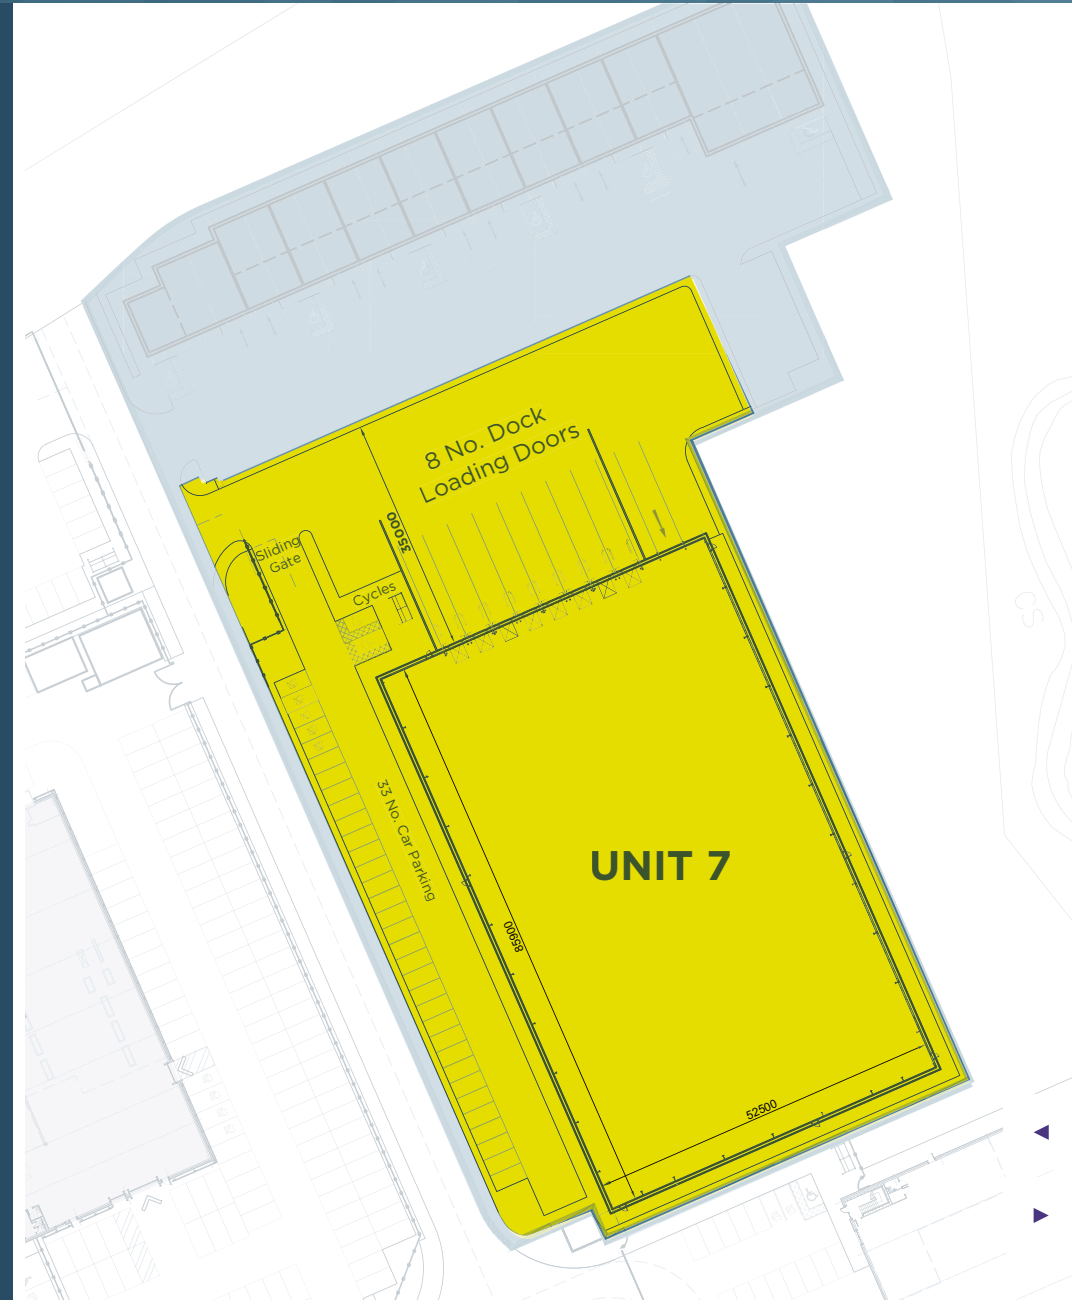 8 No. Dock
Loading Doors
35000
Sliding
Gate
Cycles
33 No. Car Parking
UNIT 7
85900
52500